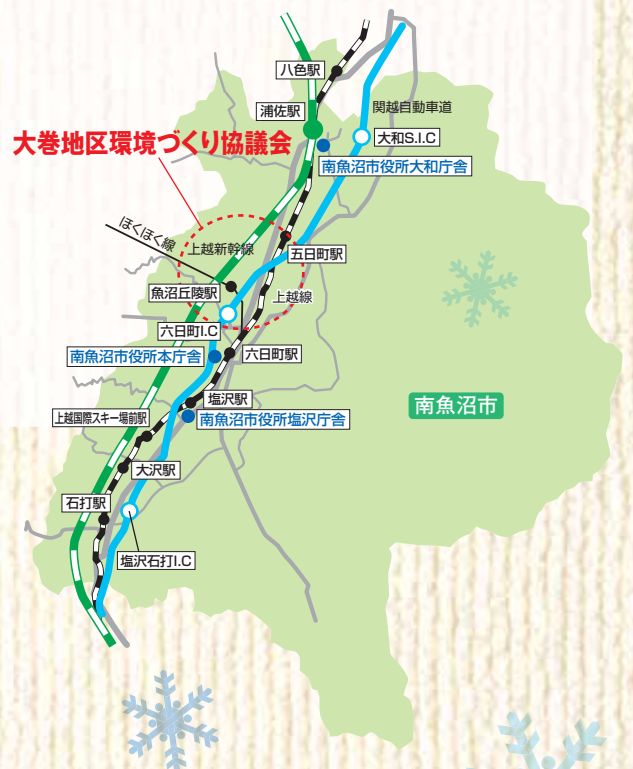 八色駅
浦佐駅
関越自動車道
大和S.I.C
大巻地区環境づくり協議会
南魚沼市役所大和庁舎
ほくほく線
上越新幹線
五日町駅
魚沼丘陵駅
上越線
六日町I.C
南魚沼市役所本庁舎
六日町駅
塩沢駅
南魚沼市
上越国際スキー場前駅
南魚沼市役所塩沢庁舎
大沢駅
石打駅
塩沢石打I.C